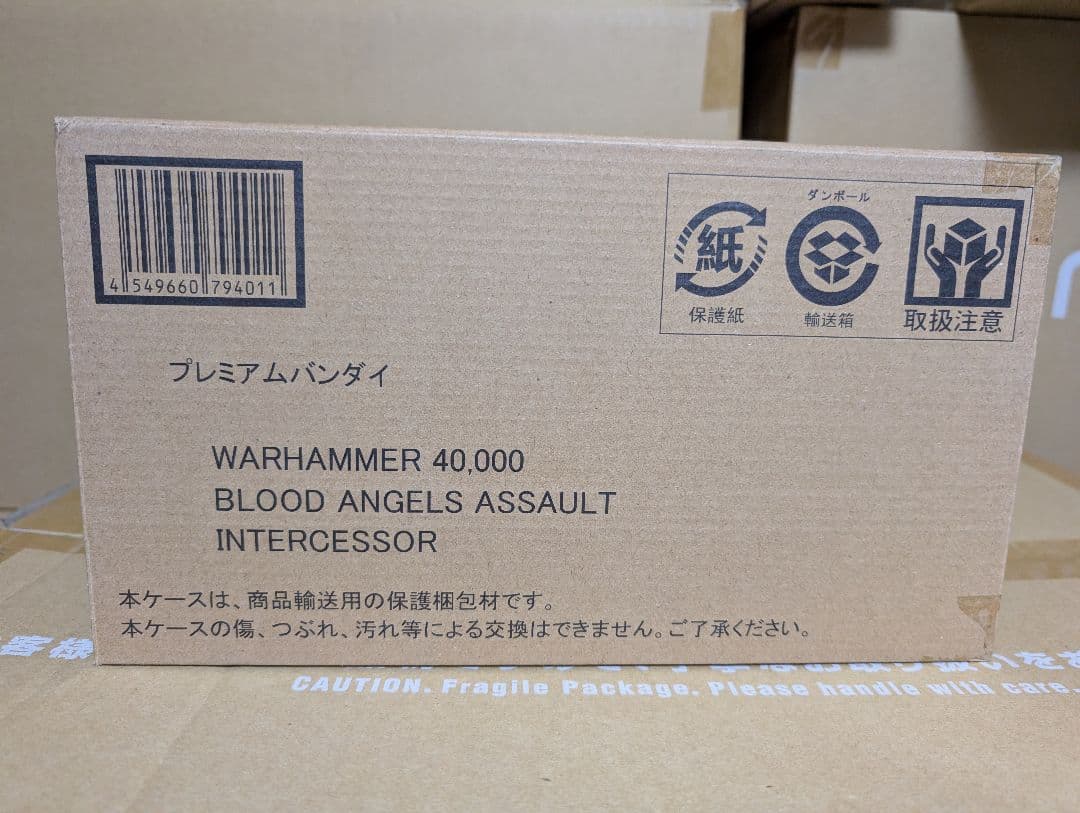 4 549660 794011
ダンボール
紙
保護紙
輸送箱
取扱注意
プレミアムバンダイ
WARHAMMER 40,000
BLOOD ANGELS ASSAULT
INTERCESSOR
本ケースは、商品輸送用の保護梱包材です。
本ケースの傷、つぶれ、汚れ等による交換はできません。ご了承ください。
客様
CAUTION. Fragile Package. Please handle with care.